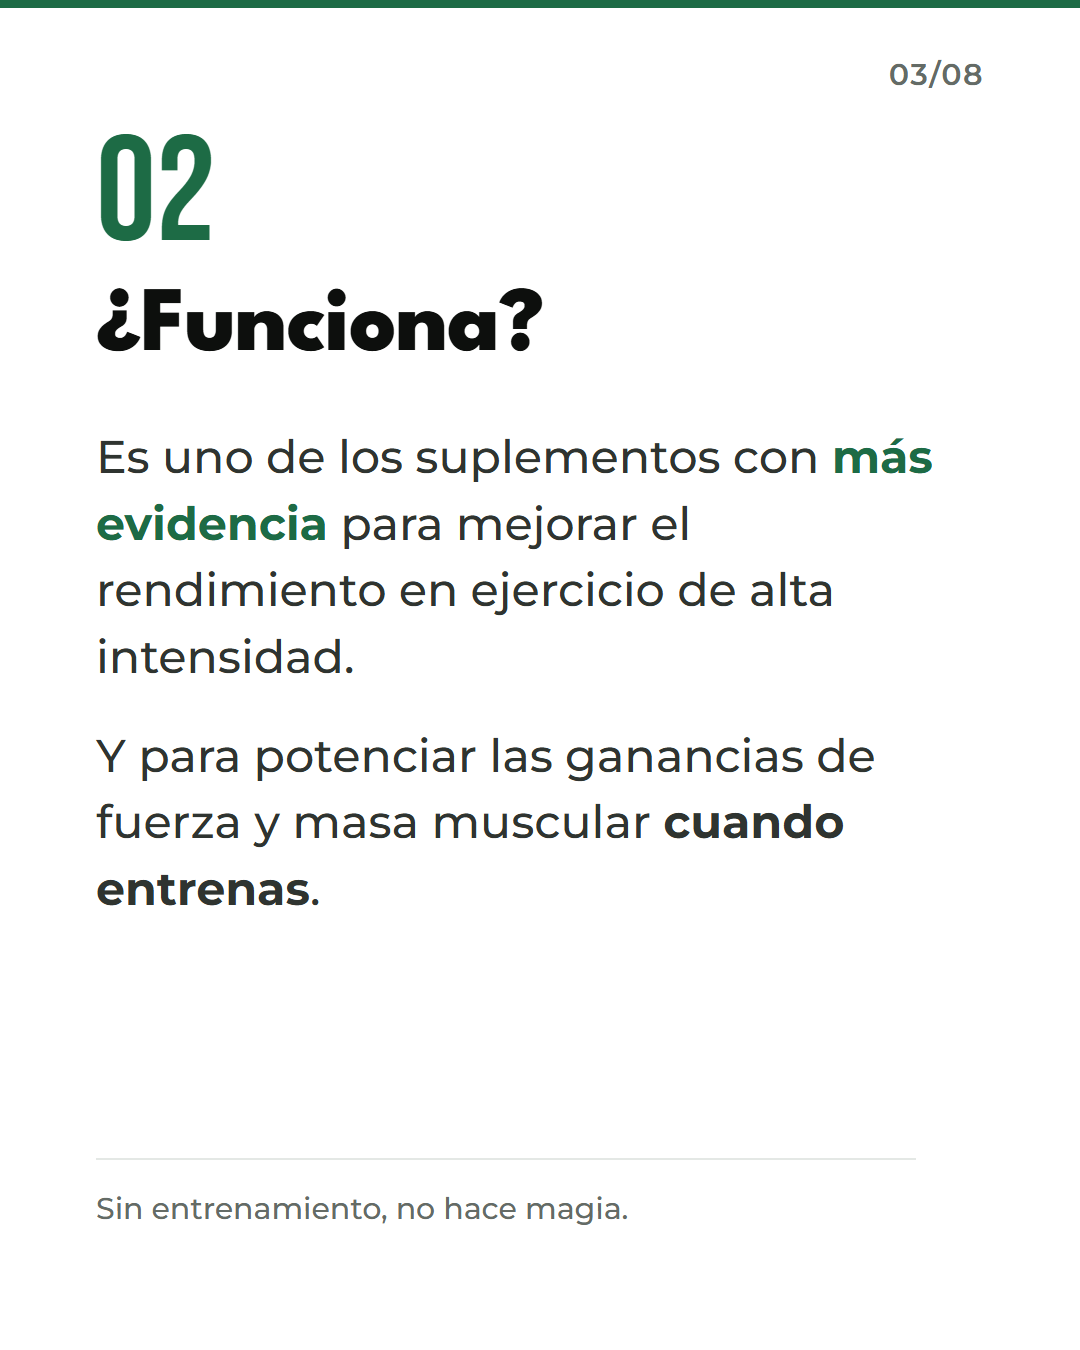 03/08
02
¿Funciona?
Es uno de los suplementos con más
evidencia para mejorar el
rendimiento en ejercicio de alta
intensidad.
Y para potenciar las ganancias de
fuerza y masa muscular cuando
entrenas.
Sin entrenamiento, no hace magia.